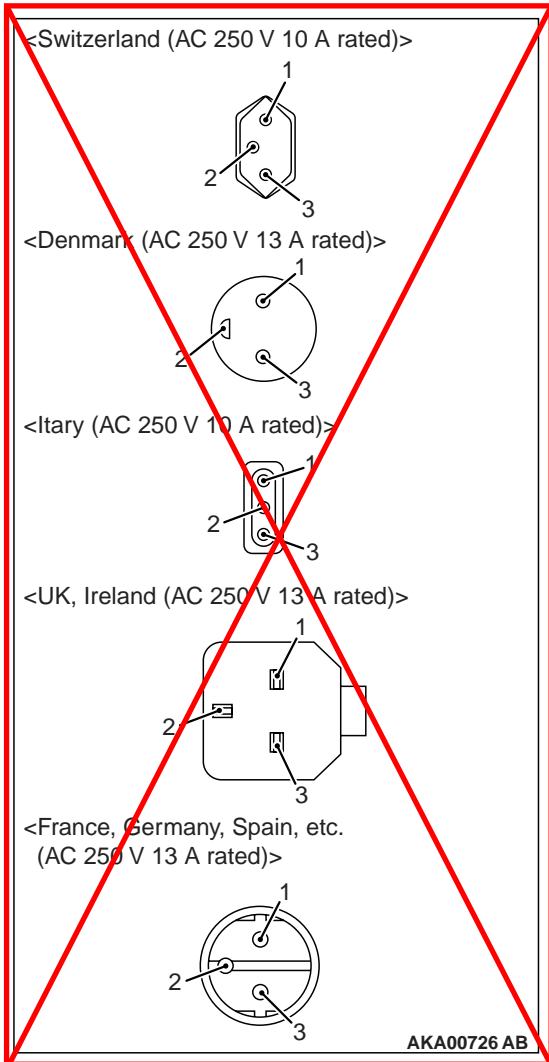 <Switzerland (AC 250 V 10 A rated)>
1
2
3
<Denmark (AC 250 V 13 A rated)>
1
2
3
<Itary (AC 250 V 10 A rated)>
1
2
3
<UK, Ireland (AC 250 V 13 A rated)>
1
2
3
<France, Germany, Spain, etc.
(AC 250 V 13 A rated)>
1
2
3
AKA00726 AB